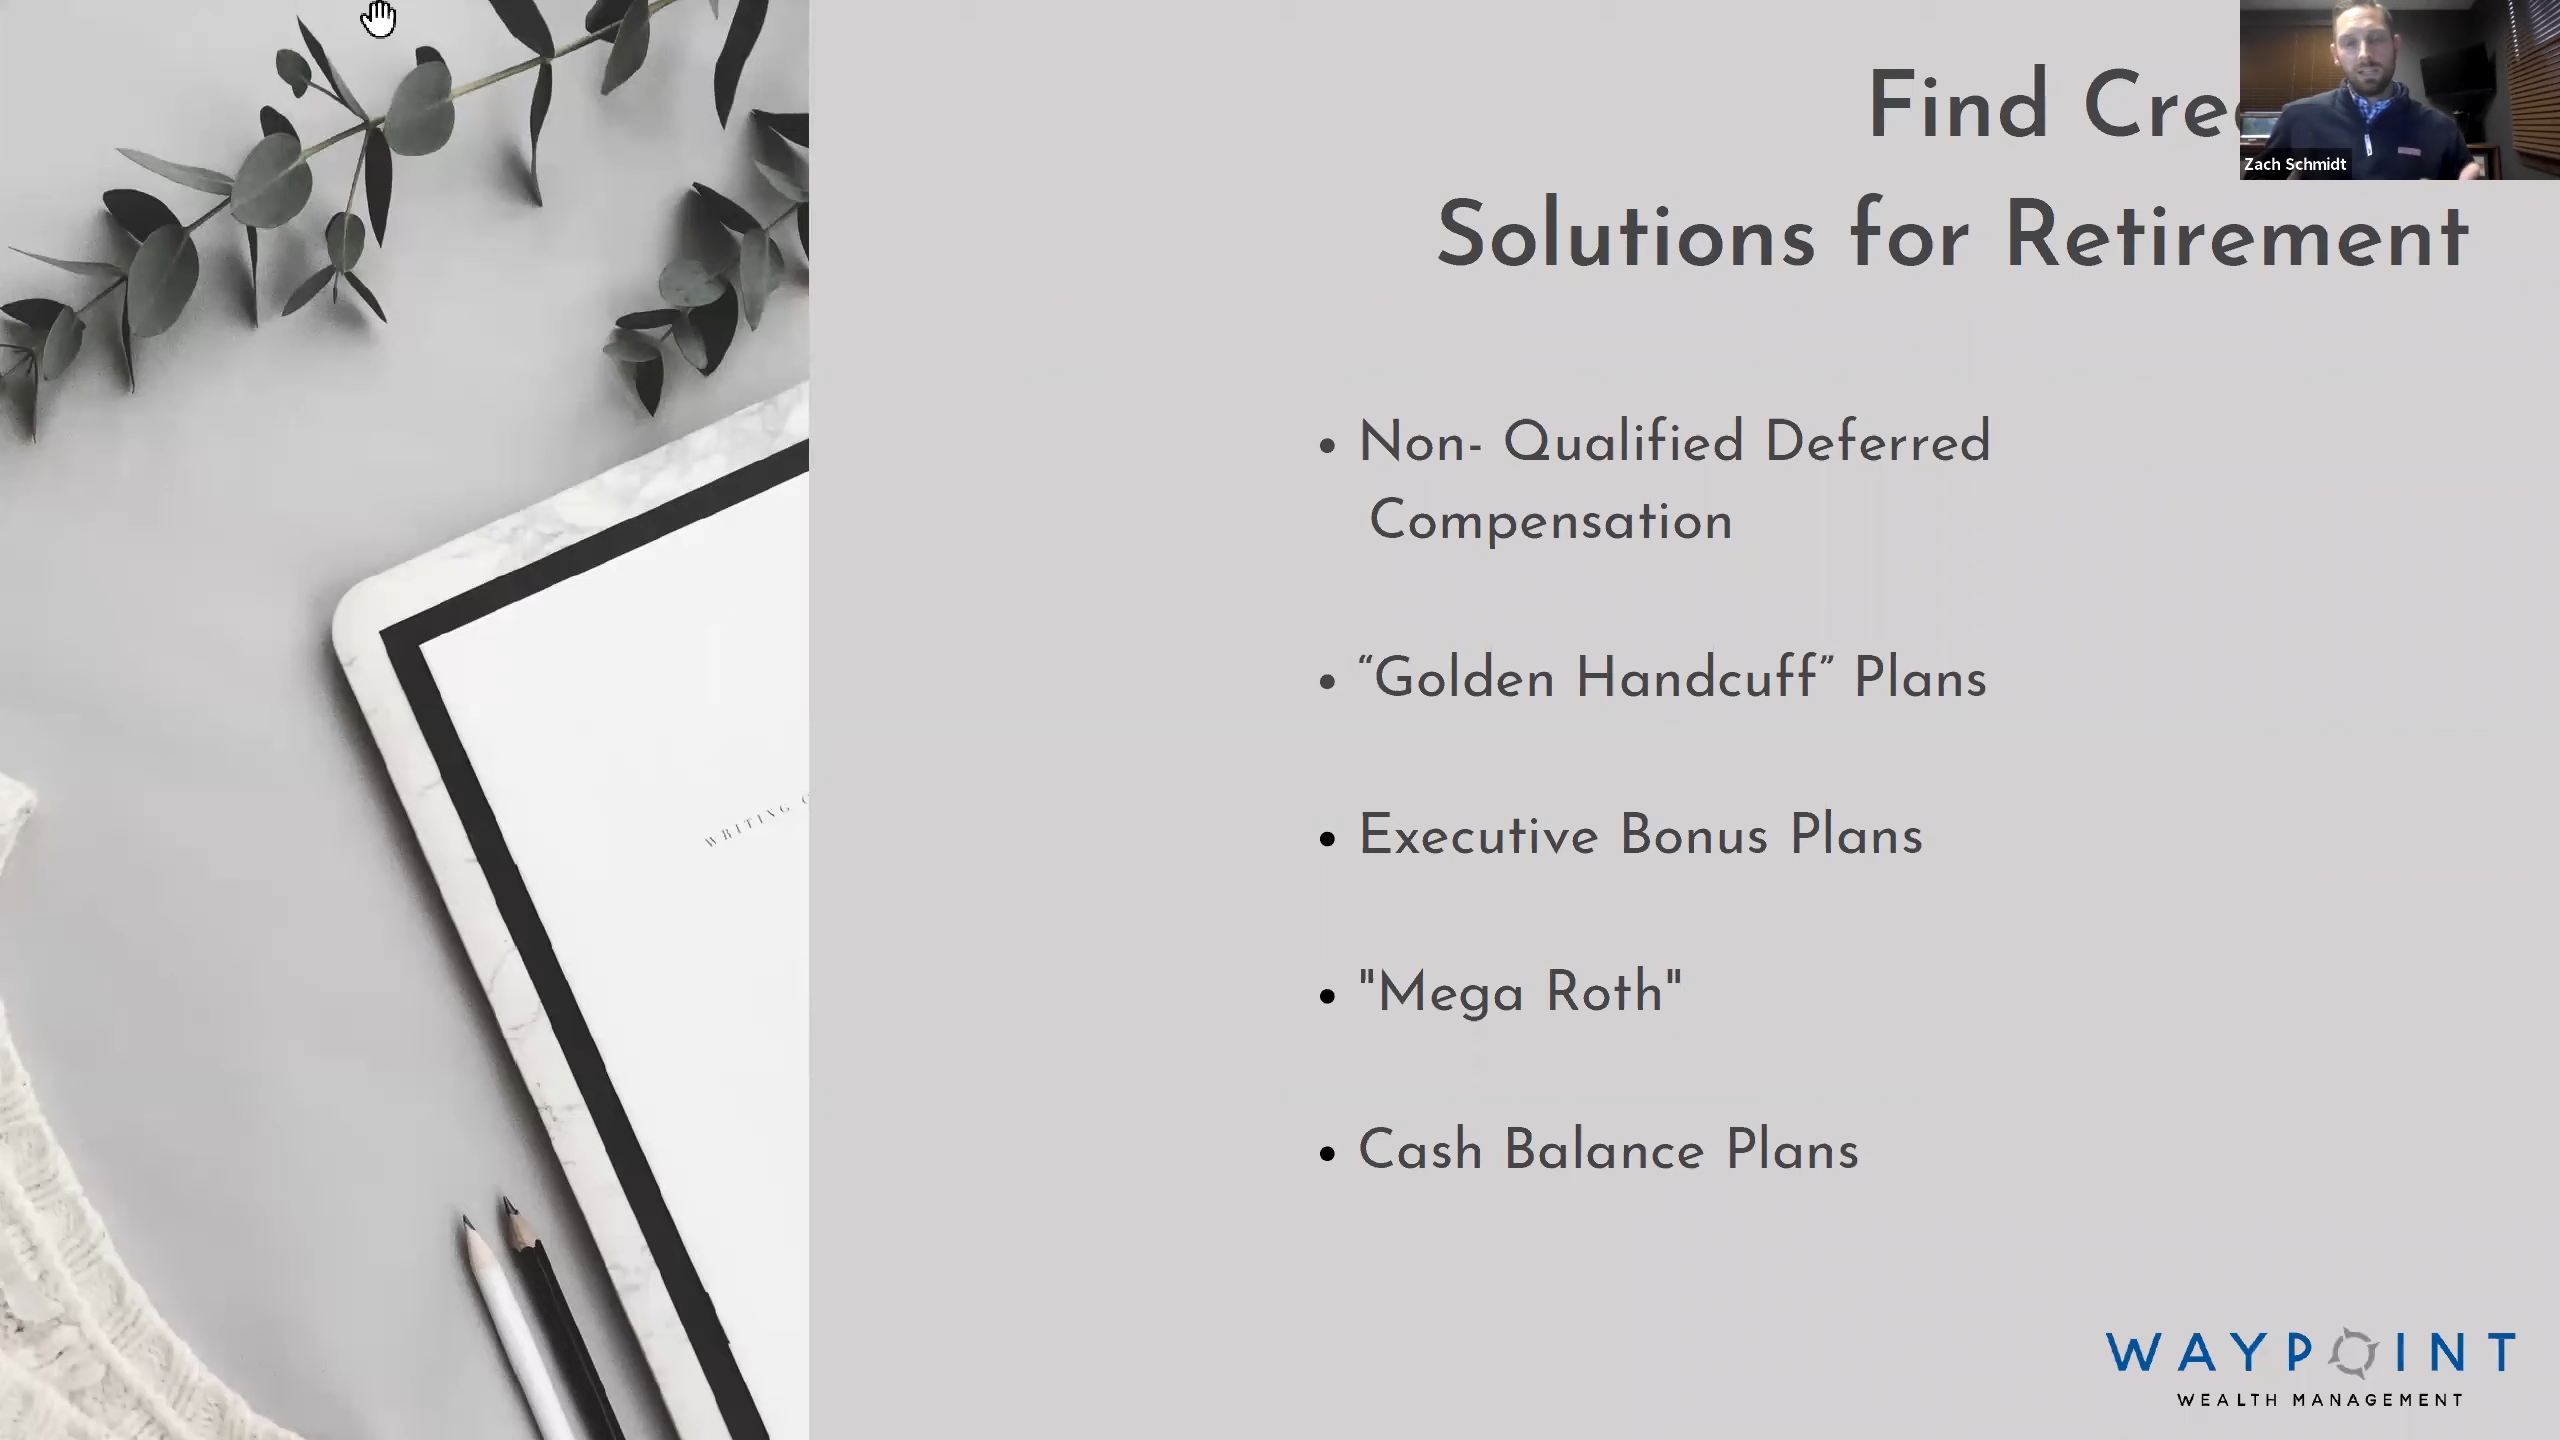 Find Cre
Zach Schmidt
Solutions for Retirement
• Non- Qualified Deferred
Compensation
• “Golden Handcuff” Plans
• Executive Bonus Plans
• "Mega Roth"
• Cash Balance Plans
WRITING
WAYPOINT
WEALTH MANAGEMENT